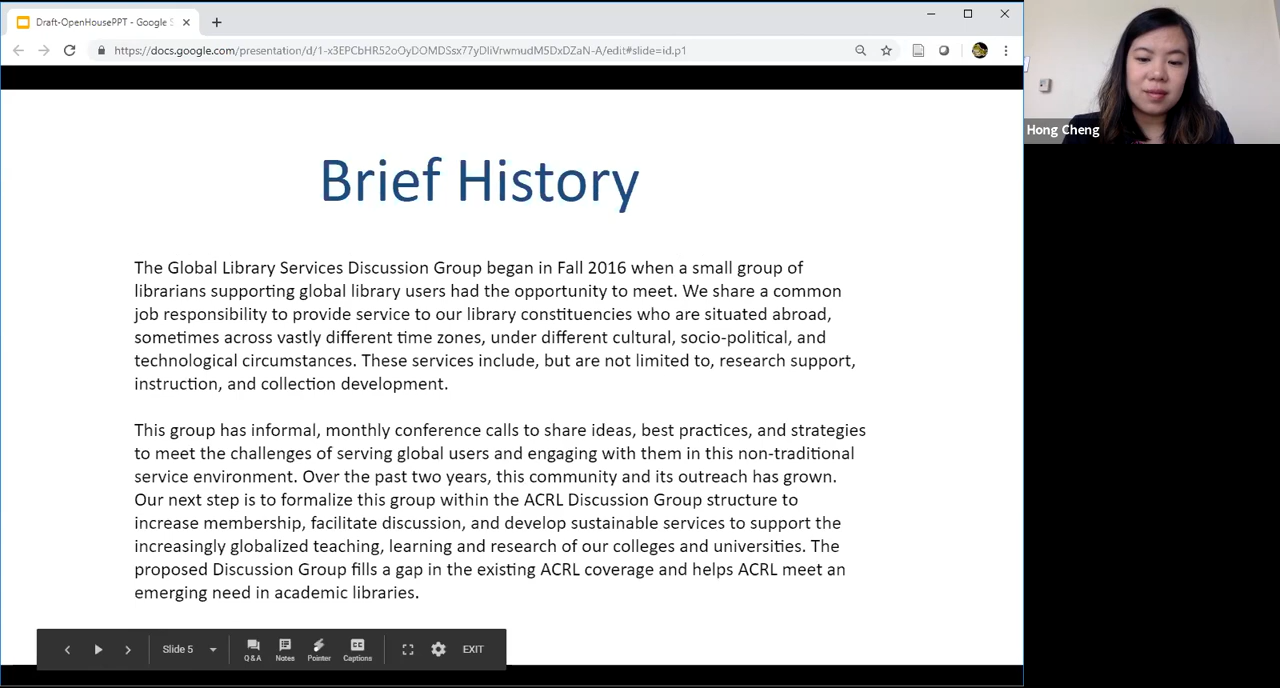 Draft-OpenHousePPT - Google S
https://docs.google.com/presentation/d/1-x3EPCbHR52oOyDOMDSsx77yDliVrwmudM5DxDZaN-A/edit#slide=id.p1
Hong Cheng
Brief History
The Global Library Services Discussion Group began in Fall 2016 when a small group of
librarians supporting global library users had the opportunity to meet. We share a common
job responsibility to provide service to our library constituencies who are situated abroad,
sometimes across vastly different time zones, under different cultural, socio-political, and
technological circumstances. These services include, but are not limited to, research support,
instruction, and collection development.
This group has informal, monthly conference calls to share ideas, best practices, and strategies
to meet the challenges of serving global users and engaging with them in this non-traditional
service environment. Over the past two years, this community and its outreach has grown.
Our next step is to formalize this group within the ACRL Discussion Group structure to
increase membership, facilitate discussion, and develop sustainable services to support the
increasingly globalized teaching, learning and research of our colleges and universities. The
proposed Discussion Group fills a gap in the existing ACRL coverage and helps ACRL meet an
emerging need in academic libraries.
Slide 5
Q & A
Notes
Pointer
CC
Captions
EXIT